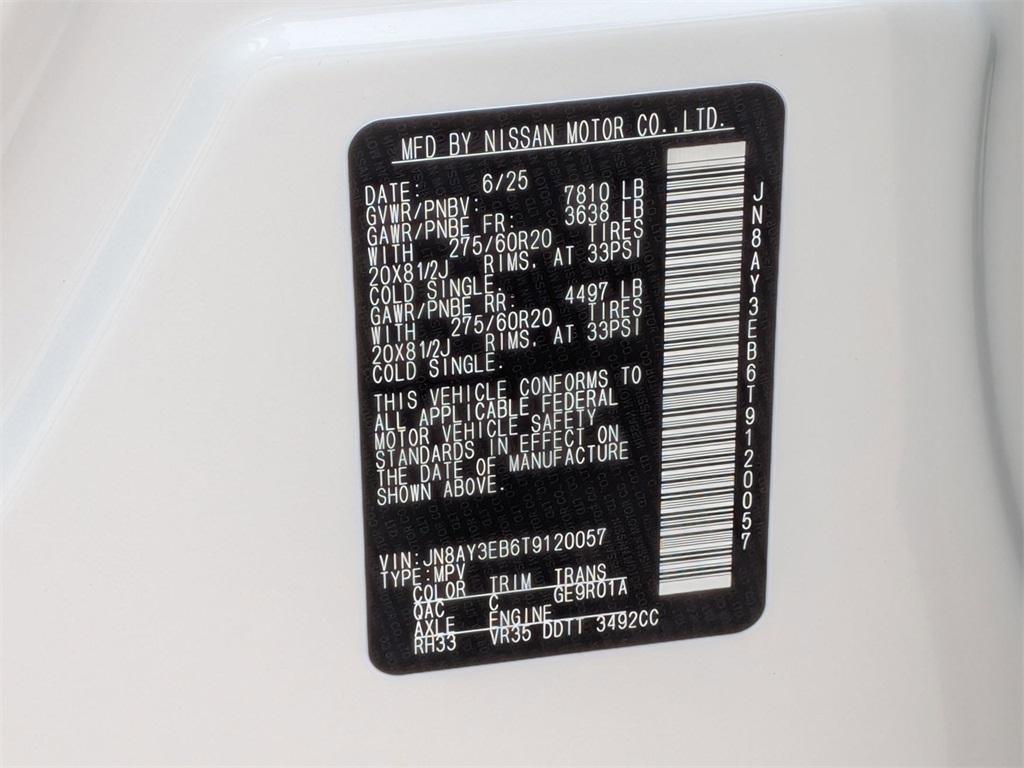 MFD BY NISSAN MOTOR CO.,LTD.
DATE: 6/25
GVWR/PNBV: 7810 LB
GAWR/PNBE FR: 3638 LB
WITH 275/60R20 TIRES
20X81/2J RIMS, AT 33PSI
COLD SINGLE.
GAWR/PNBE RR: 4497 LB
WITH 275/60R20 TIRES
20X81/2J RIMS, AT 33PSI
COLD SINGLE.
THIS VEHICLE CONFORMS TO
ALL APPLICABLE FEDERAL
MOTOR VEHICLE SAFETY
STANDARDS IN EFFECT ON
THE DATE OF MANUFACTURE
SHOWN ABOVE.
VIN:JN8AY3EB6T9120057
TYPE:MPV
COLOR TRIM TRANS
QAC C GE9R01A
AXLE ENGINE
RH33 VR35 DDTT 3492CC
JN8AY3EB6T9120057